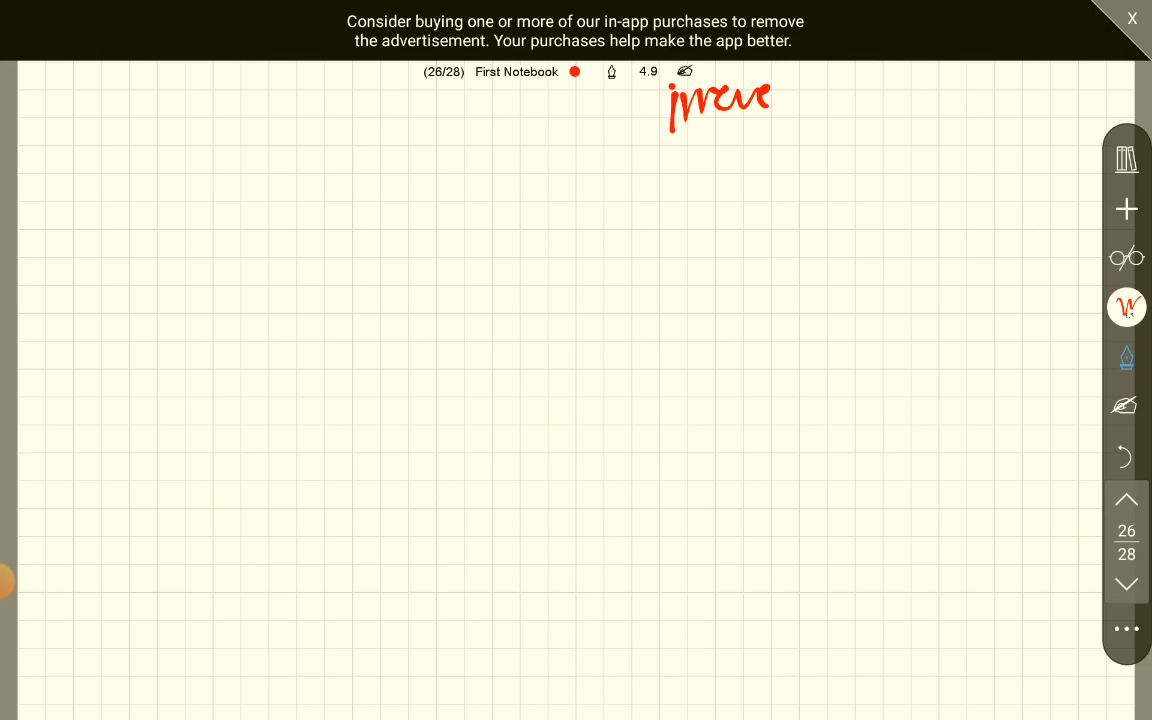 Consider buying one or more of our in-app purchases to remove
the advertisement. Your purchases help make the app better.
X
(26/28) First Notebook 4.9
26
28